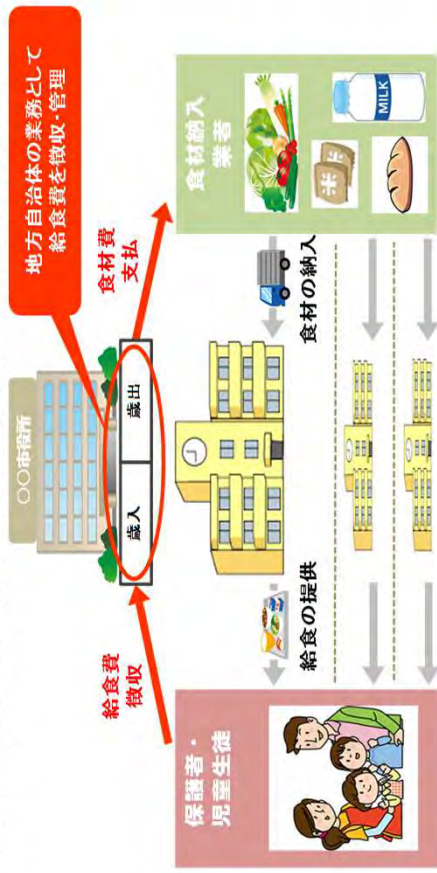 〇〇市役所
地方自治体の業務として
給食費を徴収・管理
歳入
歳出
給食費
徴収
食材費
支払
保護者・
児童生徒
給食の提供
食材の納入
食材納入
業者
米
米
MILK